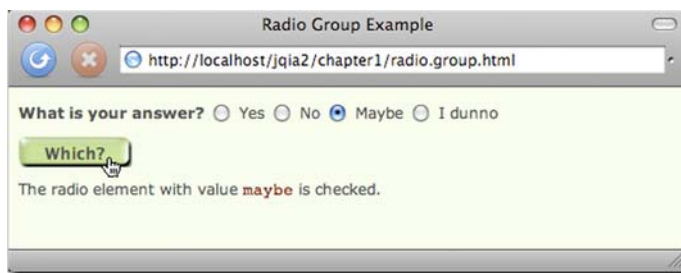 Radio Group Example
http://localhost/jqia2/chapter1/radio.group.html
What is your answer? Yes No Maybe I dunno
Which?
The radio element with value maybe is checked.